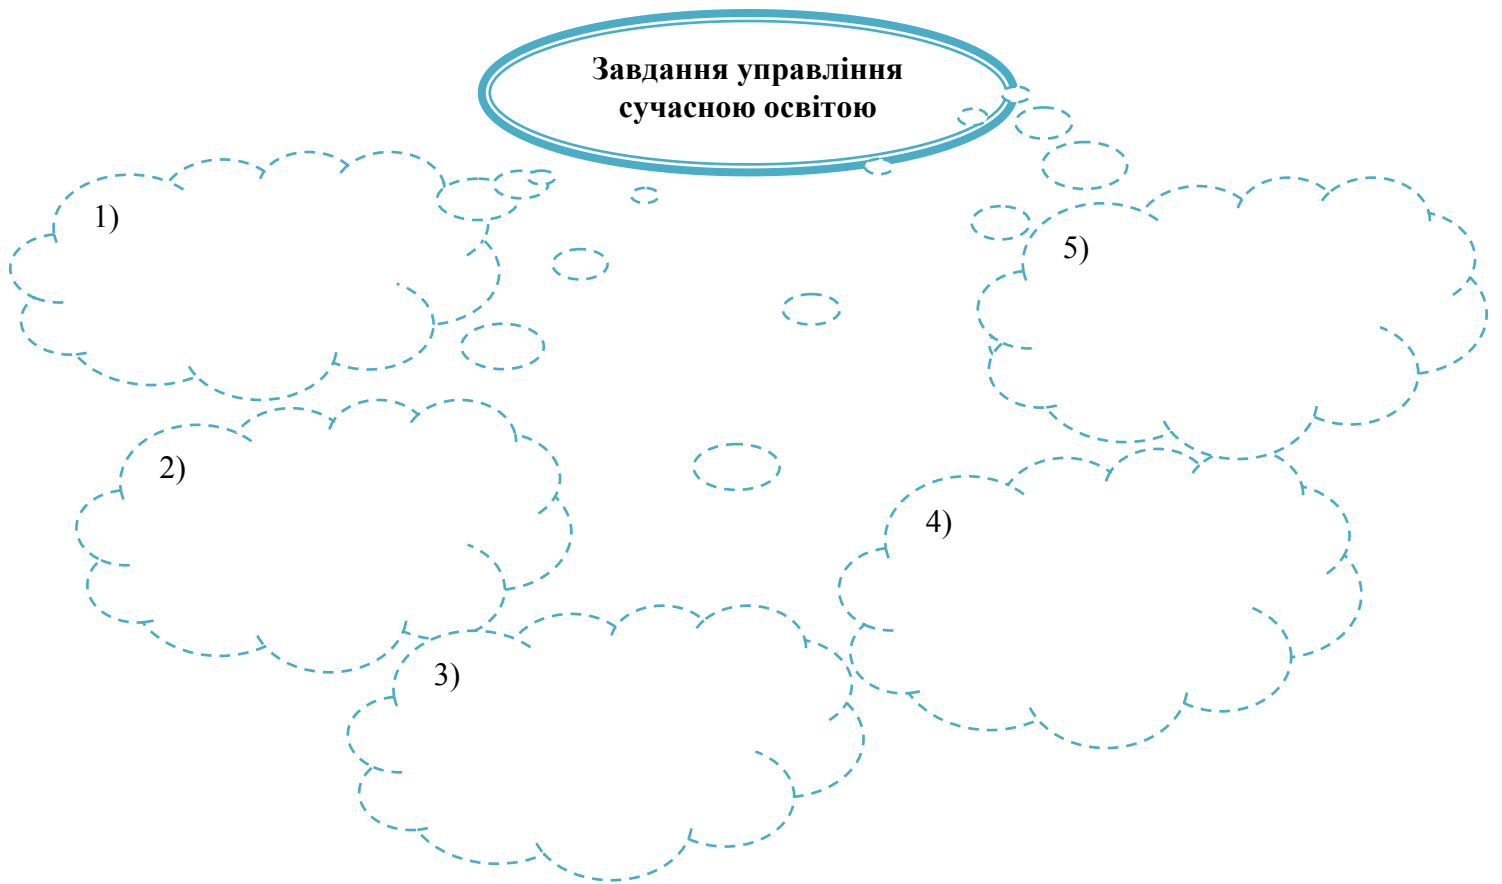 Завдання управління
сучасною освітою
1)
2)
3)
4)
5)